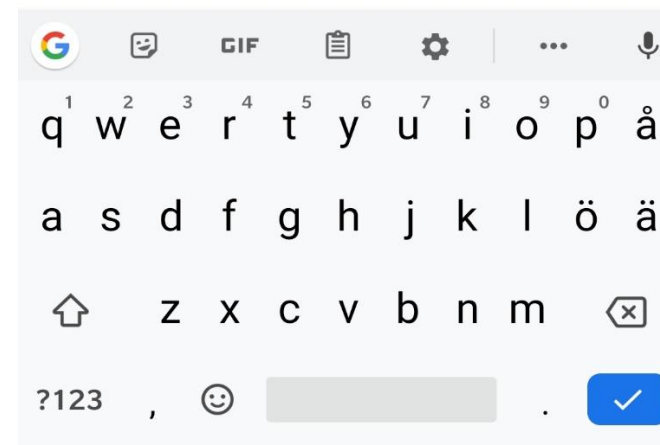 G GIF
q 1 w 2 e 3 r 4 t 5 y 6 u 7 i 8 o 9 p 0 å
a s d f g h j k l ö ä
z x c v b n m
?123 , .